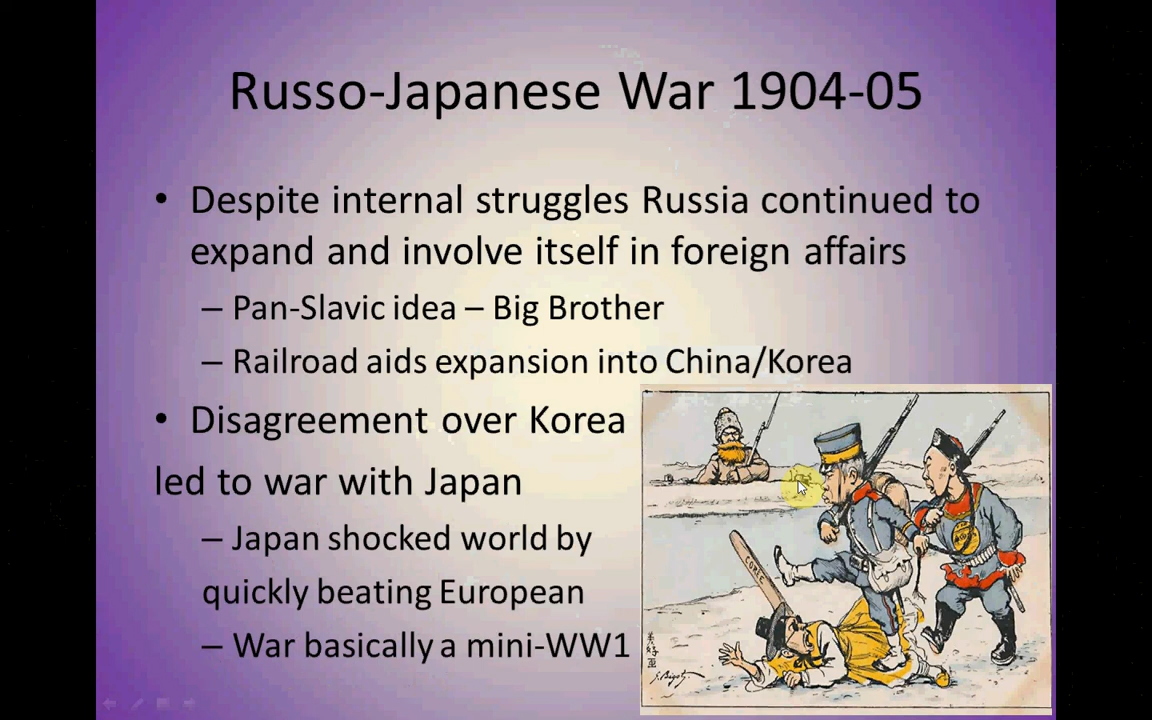 Russo-Japanese War 1904-05
• Despite internal struggles Russia continued to
expand and involve itself in foreign affairs
– Pan-Slavic idea – Big Brother
– Railroad aids expansion into China/Korea
• Disagreement over Korea
led to war with Japan
– Japan shocked world by
quickly beating European
– War basically a mini-WW1
COREE